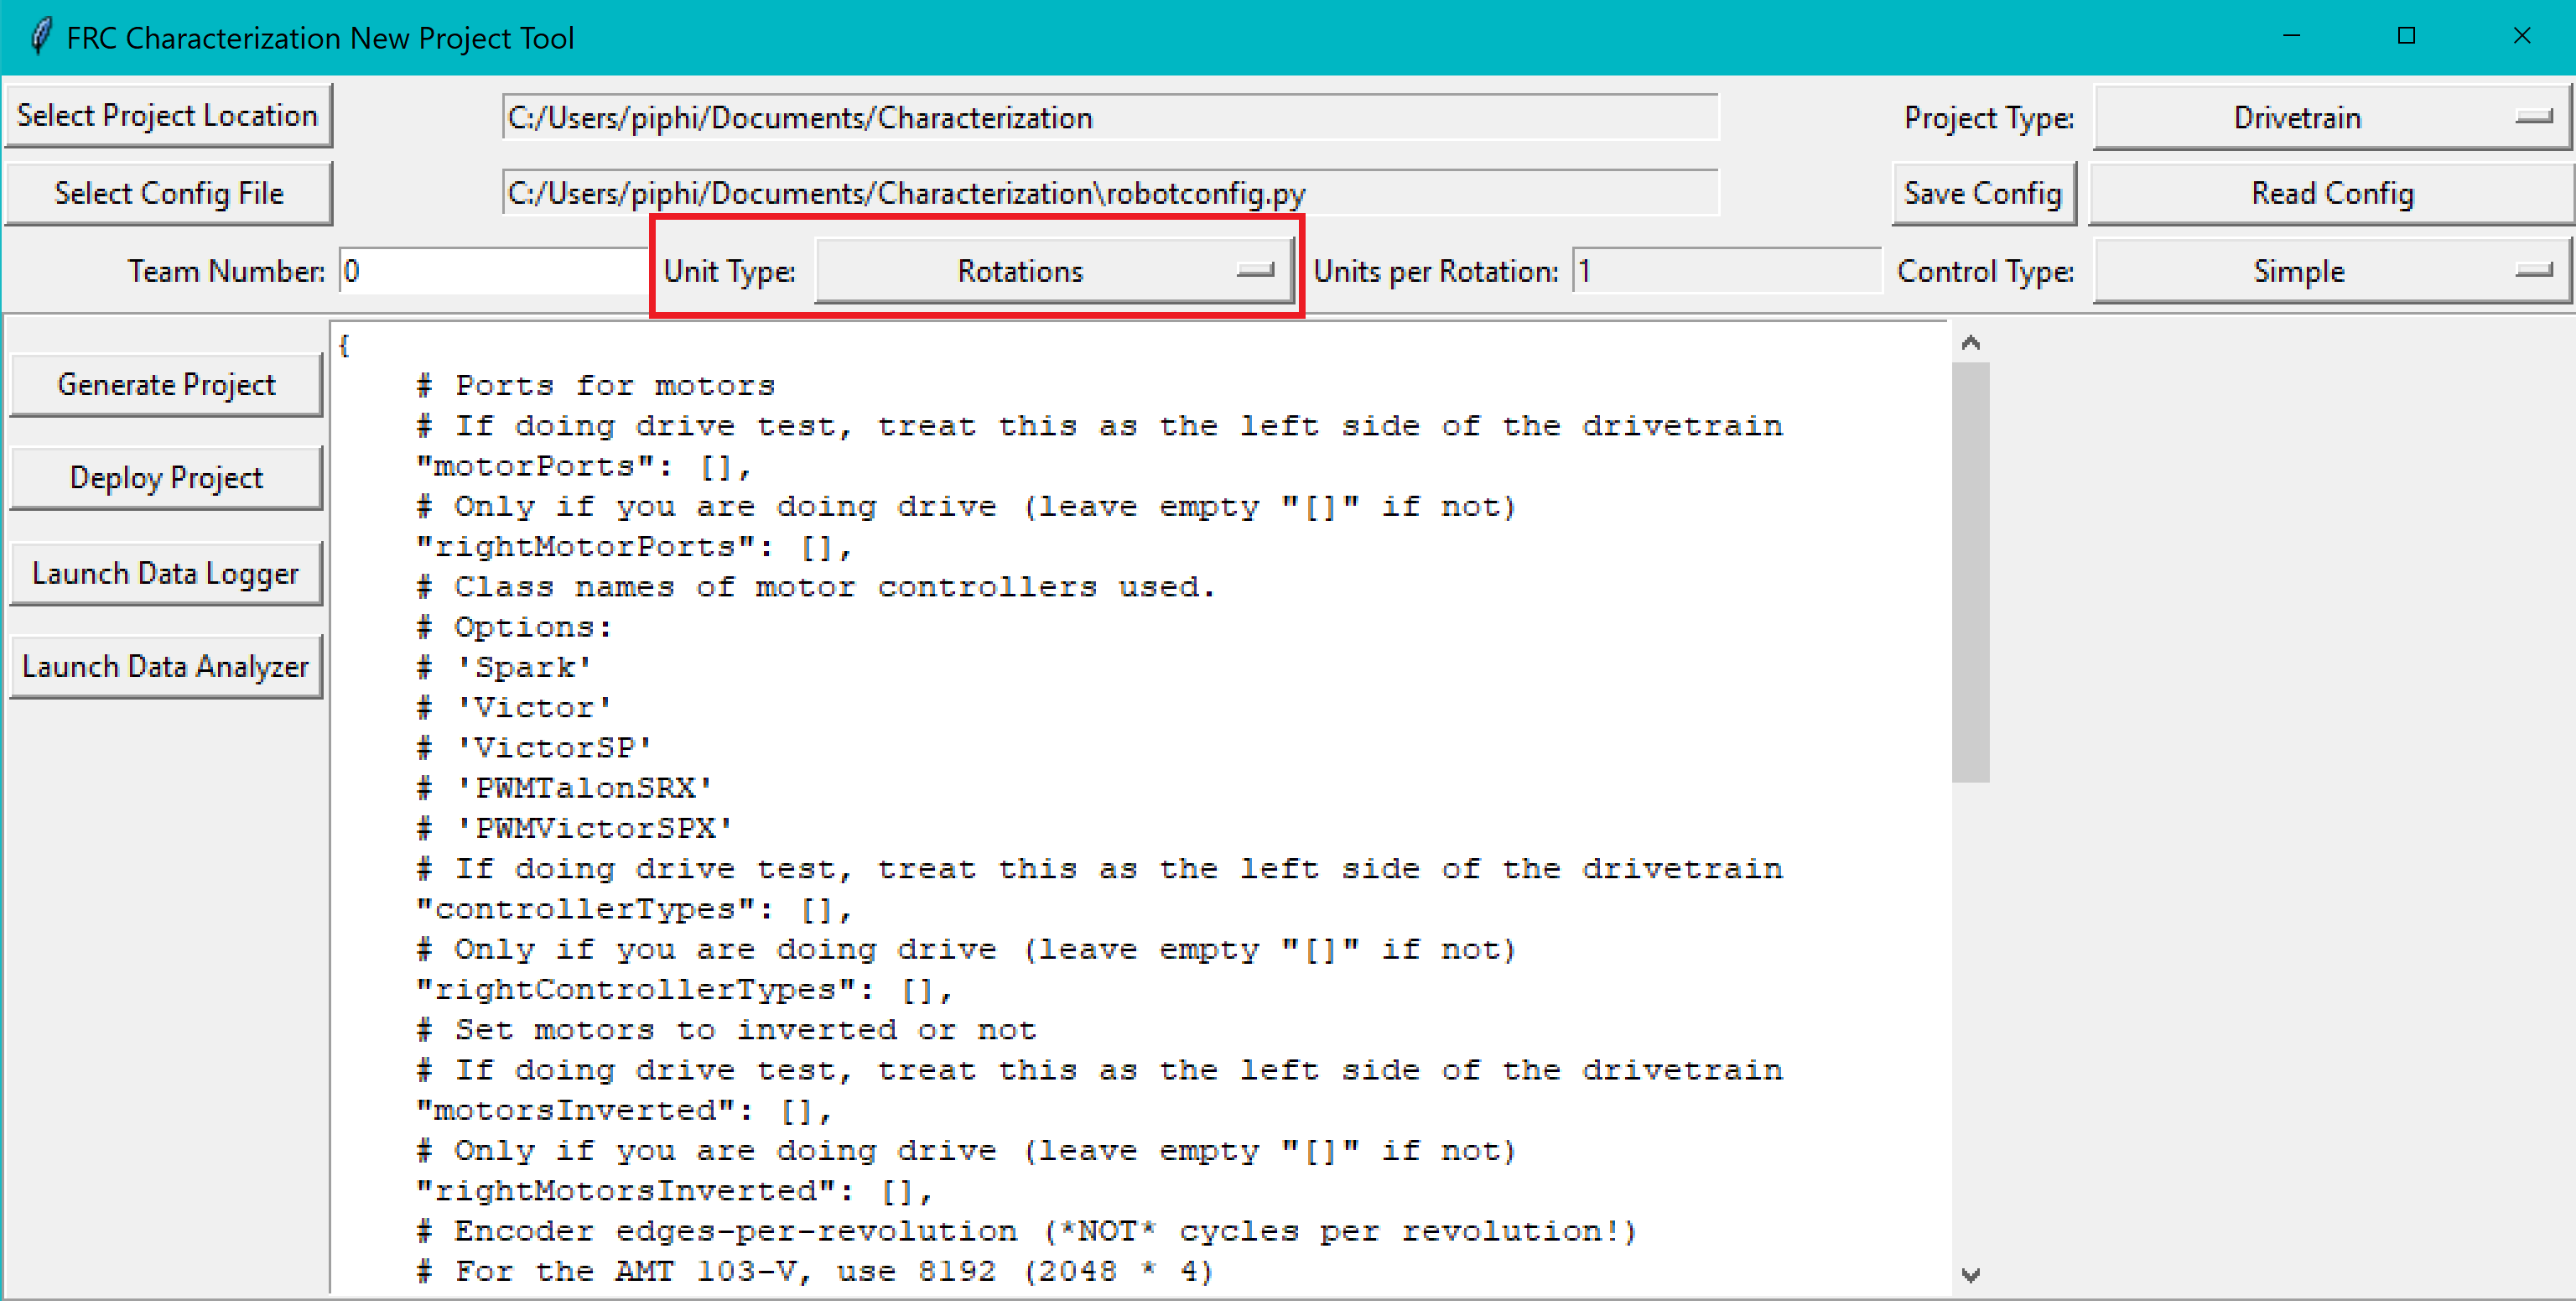 FRC Characterization New Project Tool
Select Project Location C:/Users/piphi/Documents/Characterization Project Type: Drivetrain
Select Config File C:/Users/piphi/Documents/Characterization\robotconfig.py Save Config Read Config
Team Number: 0 Unit Type: Rotations Units per Rotation: 1 Control Type: Simple
Generate Project
Deploy Project
Launch Data Logger
Launch Data Analyzer
{
# Ports for motors
# If doing drive test, treat this as the left side of the drivetrain
"motorPorts": [],
# Only if you are doing drive (leave empty "[]" if not)
"rightMotorPorts": [],
# Class names of motor controllers used.
# Options:
# 'Spark'
# 'Victor'
# 'VictorSP'
# 'PWMTalonSRX'
# 'PWMVictorSPX'
# If doing drive test, treat this as the left side of the drivetrain
"controllerTypes": [],
# Only if you are doing drive (leave empty "[]" if not)
"rightControllerTypes": [],
# Set motors to inverted or not
# If doing drive test, treat this as the left side of the drivetrain
"motorsInverted": [],
# Only if you are doing drive (leave empty "[]" if not)
"rightMotorsInverted": [],
# Encoder edges-per-revolution (*NOT* cycles per revolution!)
# For the AMT 103-V, use 8192 (2048 * 4)